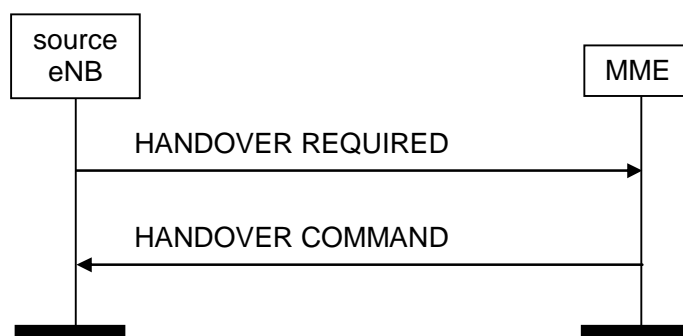 source
eNB
MME
HANDOVER REQUIRED
HANDOVER COMMAND